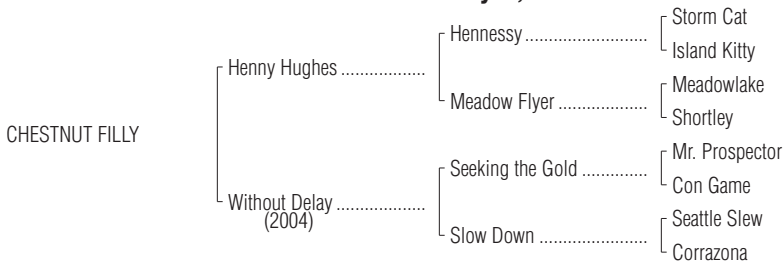 Storm Cat
Hennessy ................................
Island Kitty
Henny Hughes ..................
Meadowlake
Meadow Flyer .......................
Shortley
CHESTNUT FILLY
Mr. Prospector
Seeking the Gold .................
Con Game
Without Delay ...................
(2004)
Seattle Slew
Slow Down ............................
Corrazona